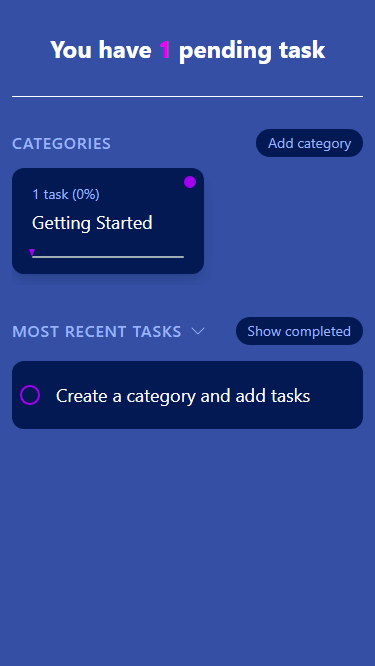 You have 1 pending task
CATEGORIES
Add category
1 task (0%)
Getting Started
MOST RECENT TASKS
Show completed
Create a category and add tasks